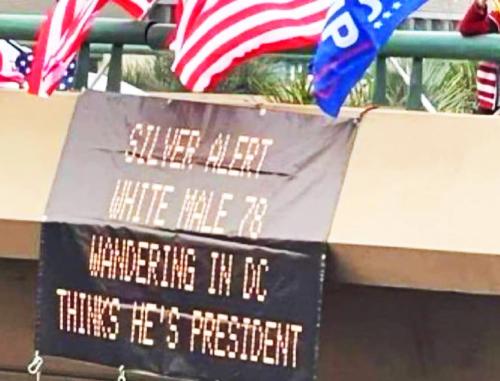 P
SILVER ALERT
WHITE MALE 78
WANDERING IN DC
THINKS HE'S PRESIDENT